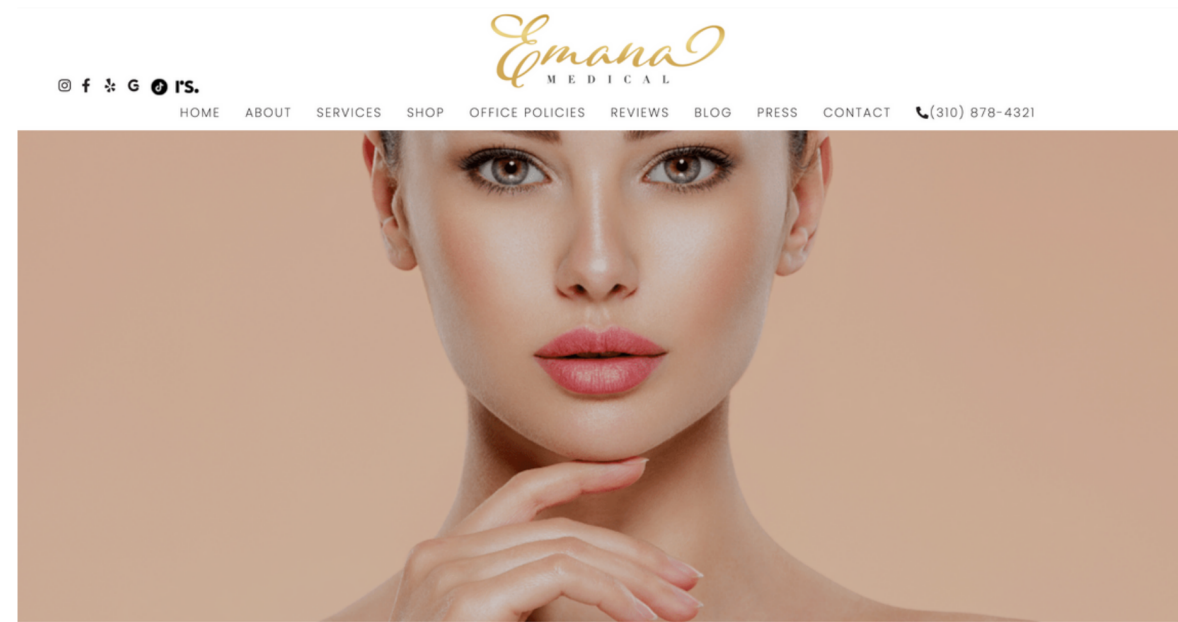 Emana
MEDICAL
rs.
HOME ABOUT SERVICES SHOP OFFICE POLICIES REVIEWS BLOG PRESS CONTACT (310) 878-4321